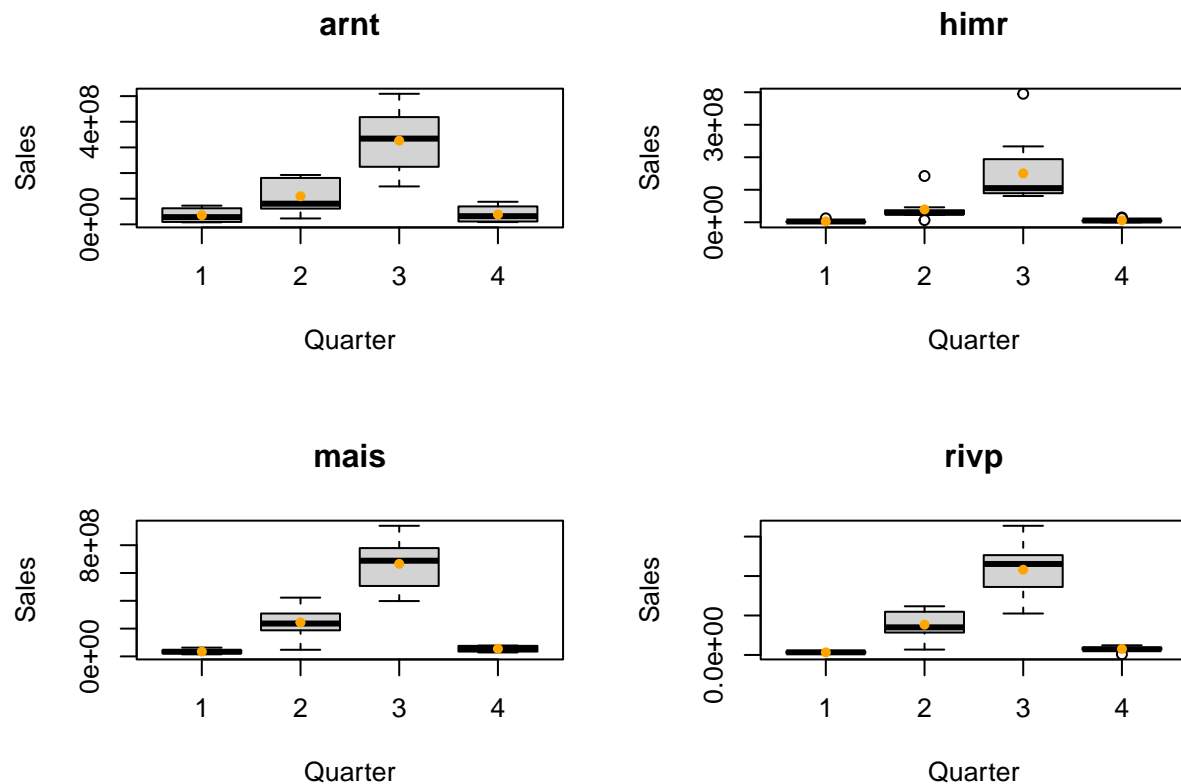 arnt
Sales
4e+08
0e+00
1 2 3 4
Quarter
himr
Sales
3e+08
0e+00
1 2 3 4
Quarter
mais
Sales
8e+08
0e+00
1 2 3 4
Quarter
rivp
Sales
0.0e+00
1 2 3 4
Quarter